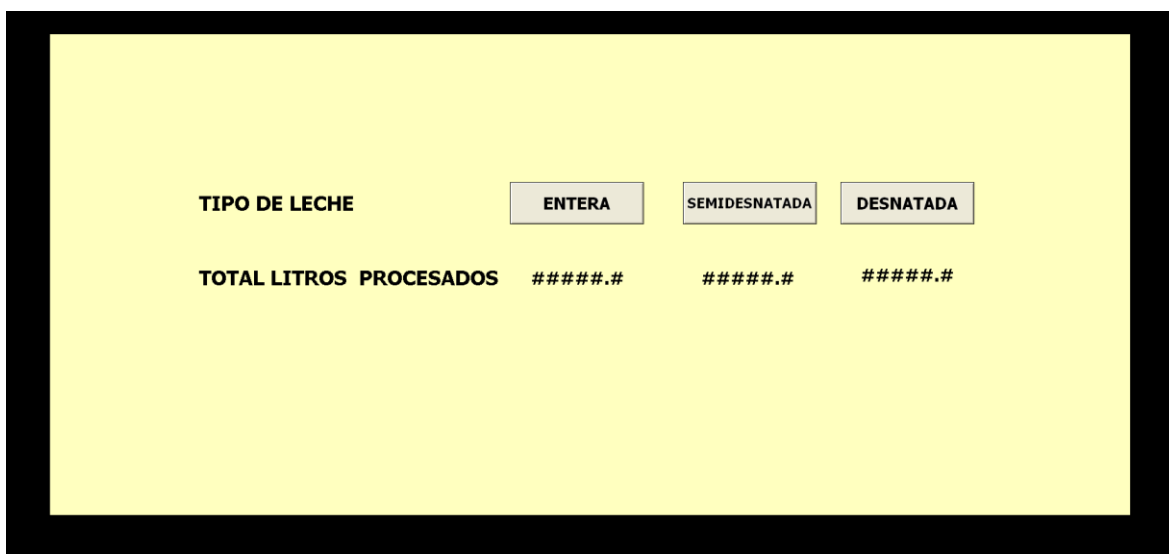 TIPO DE LECHE ENTERA SEMIDESNATADA DESNATADA
TOTAL LITROS PROCESADOS #####.# #####.# #####.#